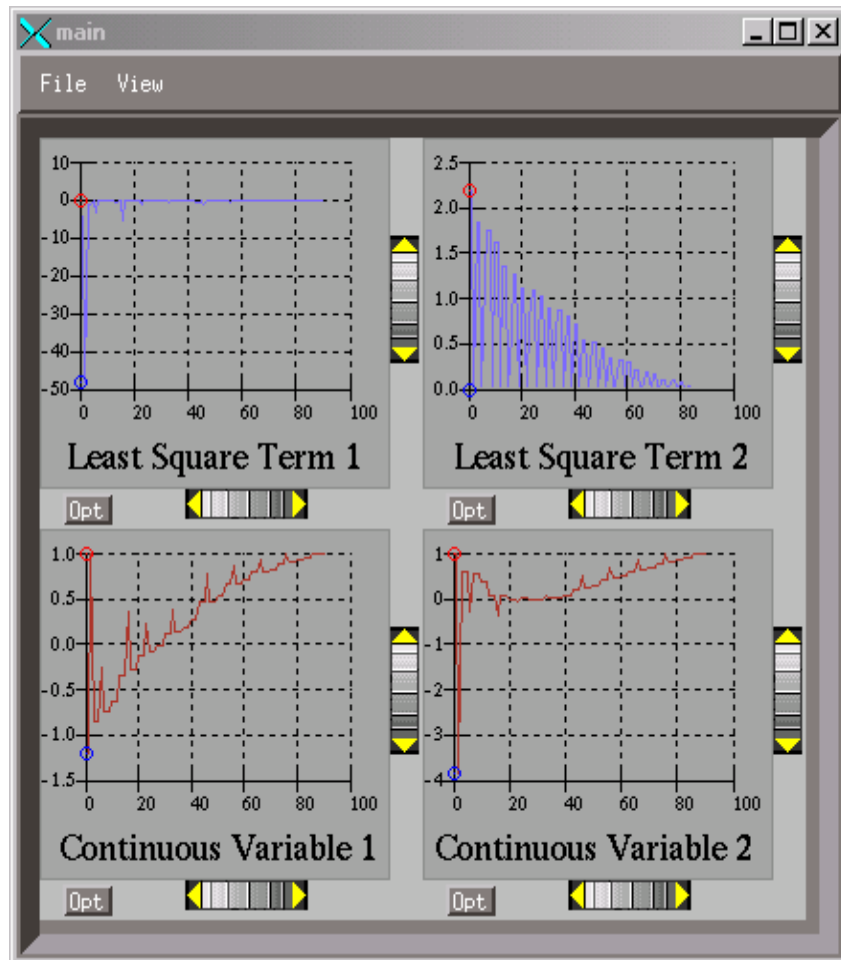 main
File View
10
0
-10
-20
-30
-40
-50
0 20 40 60 80 100
Least Square Term 1
2.5
2.0
1.5
1.0
0.5
0.0
0 20 40 60 80 100
Least Square Term 2
Opt
1.0
0.5
0.0
-0.5
-1.0
-1.5
0 20 40 60 80 100
Continuous Variable 1
1
0
-1
-2
-3
-4
0 20 40 60 80 100
Continuous Variable 2
Opt
Opt